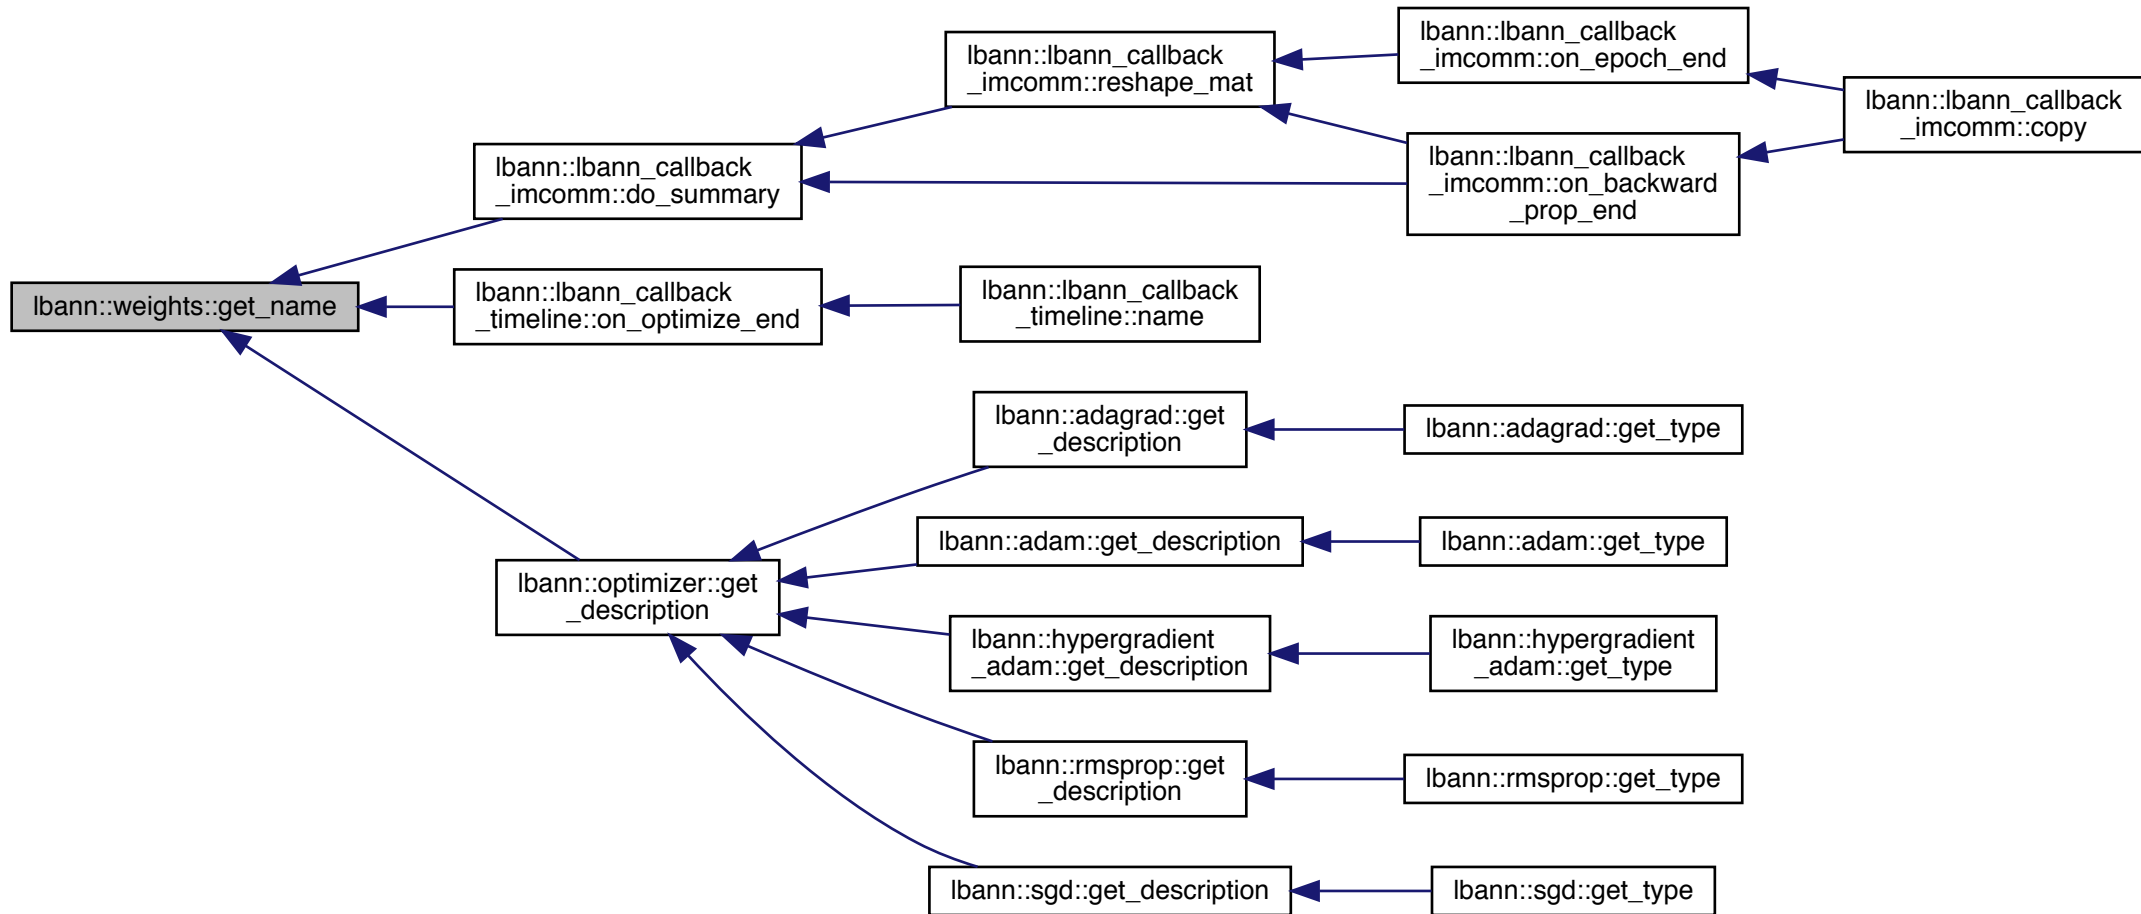 lbann::weights::get_name
lbann::lbann_callback
_imcomm::do_summary
lbann::lbann_callback
_imcomm::reshape_mat
lbann::lbann_callback
_imcomm::on_epoch_end
lbann::lbann_callback
_imcomm::copy
lbann::lbann_callback
_imcomm::on_backward
_prop_end
lbann::lbann_callback
_timeline::on_optimize_end
lbann::lbann_callback
_timeline::name
lbann::optimizer::get
_description
lbann::adagrad::get
_description
lbann::adagrad::get_type
lbann::adam::get_description
lbann::adam::get_type
lbann::hypergradient
_adam::get_description
lbann::hypergradient
_adam::get_type
lbann::rmsprop::get
_description
lbann::rmsprop::get_type
lbann::sgd::get_description
lbann::sgd::get_type